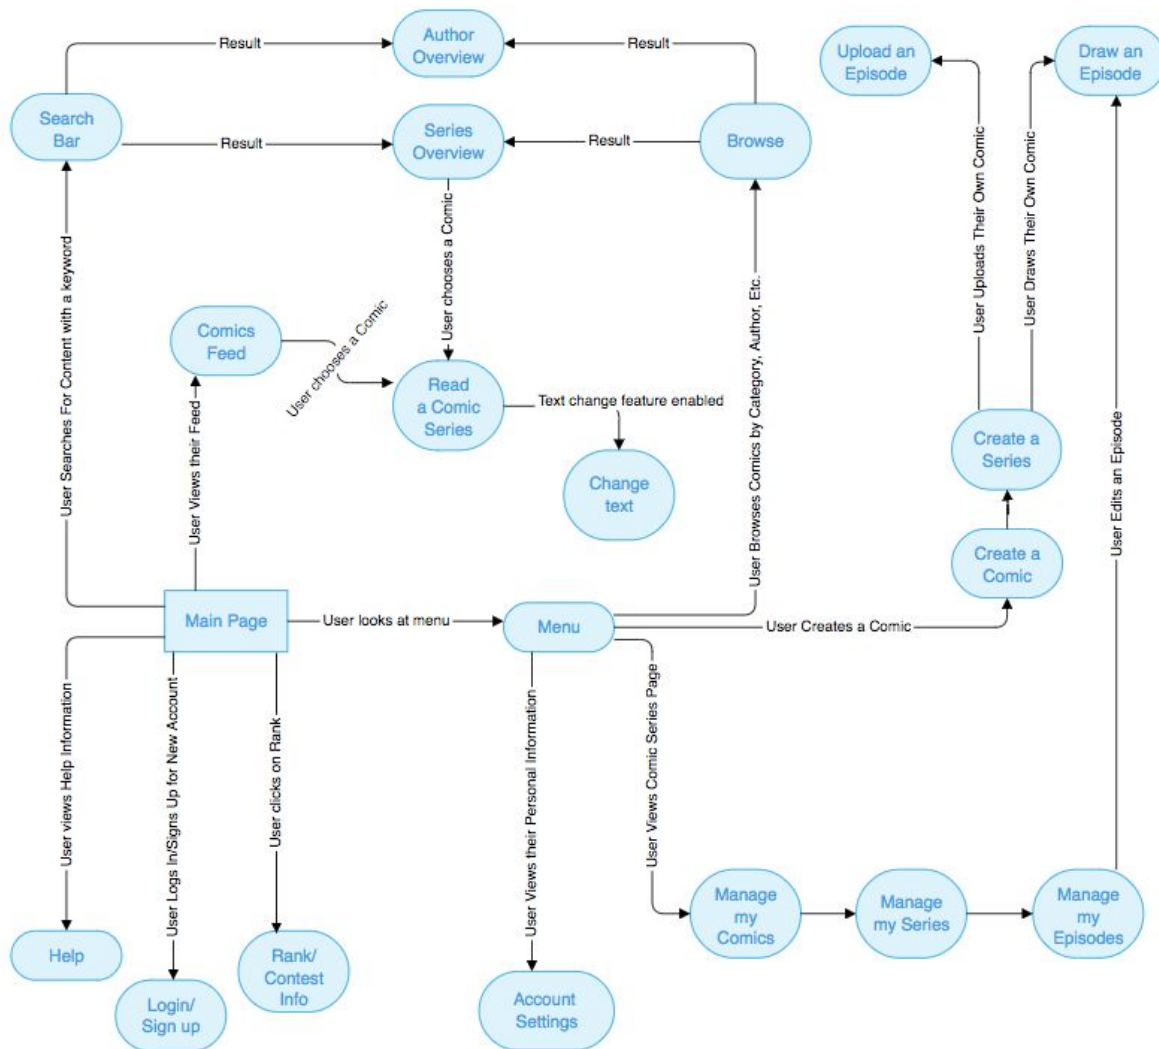 Result
Author
Overview
Result
Upload an
Episode
Draw an
Episode
Search
Bar
Result
Series
Overview
Result
Browse
User Searches For Content with a keyword
User chooses a Comic
User Browses Comics by Category, Author, Etc.
User Uploads Their Own Comic
User Draws Their Own Comic
Comics
Feed
User chooses a Comic
Read
a Comic
Series
Text change feature enabled
Change
text
Create a
Series
User Edits an Episode
User Views their Feed
Create a
Comic
Main Page
User looks at menu
Menu
User Creates a Comic
User views Help Information
User Logs In/Signs Up for New Account
User clicks on Rank
User Views their Personal Information
User Views Comic Series Page
Manage
my
Comics
Manage
my Series
Manage
my
Episodes
Help
Login/
Sign up
Rank/
Contest
Info
Account
Settings